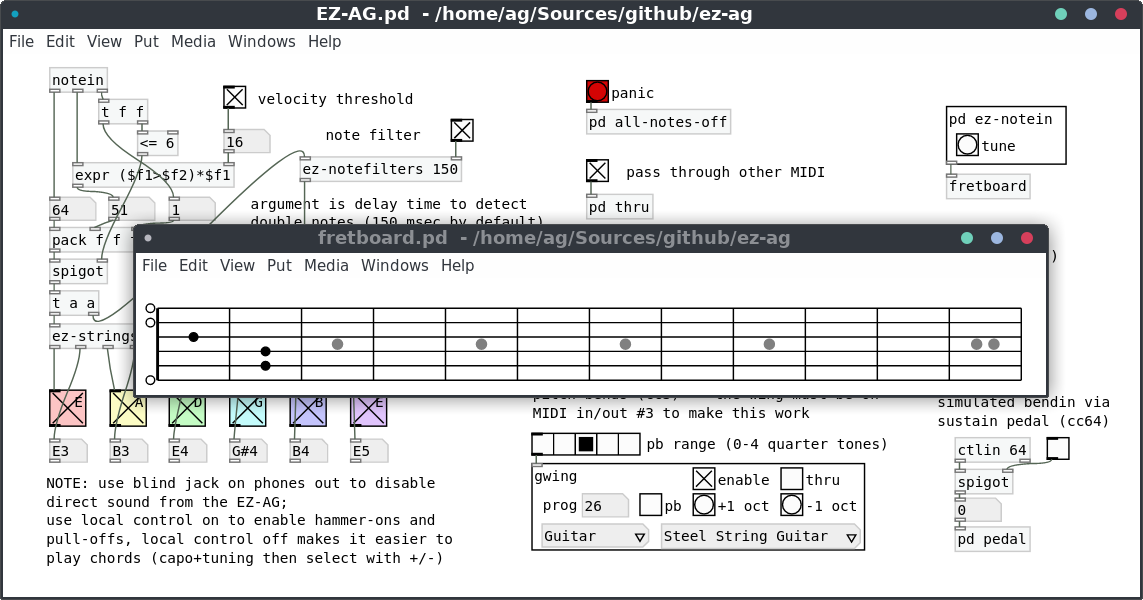 EZ-AG.pd - /home/ag/Sources/github/ez-ag
File Edit View Put Media Windows Help
notein
t f f
<= 6
expr ($f1>$f2)*$f1
velocity threshold
16
note filter
ez-notefilters 150
64
51
1
argument is delay time to detect
double notes (150 msec by default)
pack f f
spigot
t a a
ez-strings
panic
pd all-notes-off
pass through other MIDI
pd thru
pd ez-notein
tune
fretboard
)
fretboard.pd - /home/ag/Sources/github/ez-ag
File Edit View Put Media Windows Help
E
A
D
G
B
E
E3
B3
E4
G#4
B4
E5
NOTE: use blind jack on phones out to disable
direct sound from the EZ-AG;
use local control on to enable hammer-ons and
pull-offs, local control off makes it easier to
play chords (capo+tuning then select with +/-)
MIDI in/out #3 to make this work
pb range (0-4 quarter tones)
gwing
enable
thru
prog 26
pb
+1 oct
-1 oct
Guitar
Steel String Guitar
simulated bendin via
sustain pedal (cc64)
ctlin 64
spigot
0
pd pedal